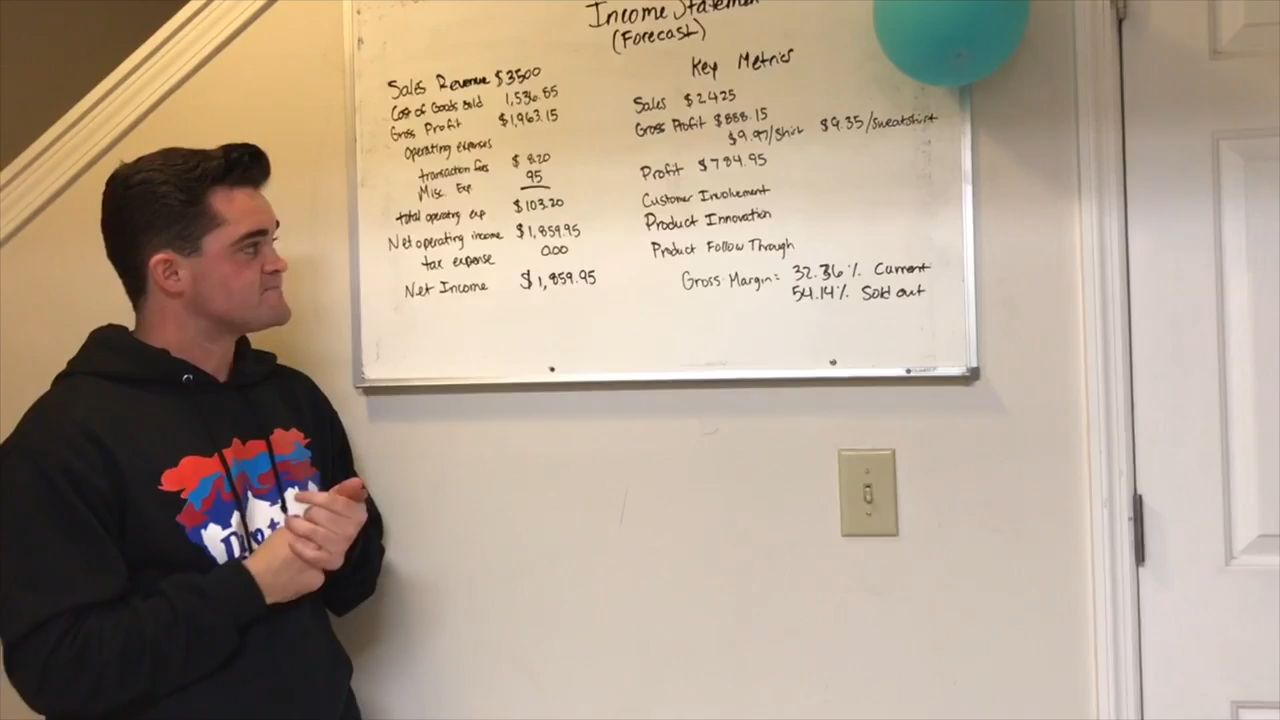 Income Statemen
(Forecast)
Sales Revenue $3500
Cost of Goods sold 1,536.85
Gross Profit $1,963.15
Operating expenses
transaction fees $ 8.20
Misc. Exp. 95
total operating exp $103.20
Net operating income $1,859.95
tax expense 0.00
Net Income $1,859.95
Key Metrics
Sales $2425
Gross Profit $888.15
$9.97/shirt $9.35/sweatshirt
Profit $784.95
Customer Involvement
Product Innovation
Product Follow Through
Gross Margin= 32.36% Current
54.14% Sold out